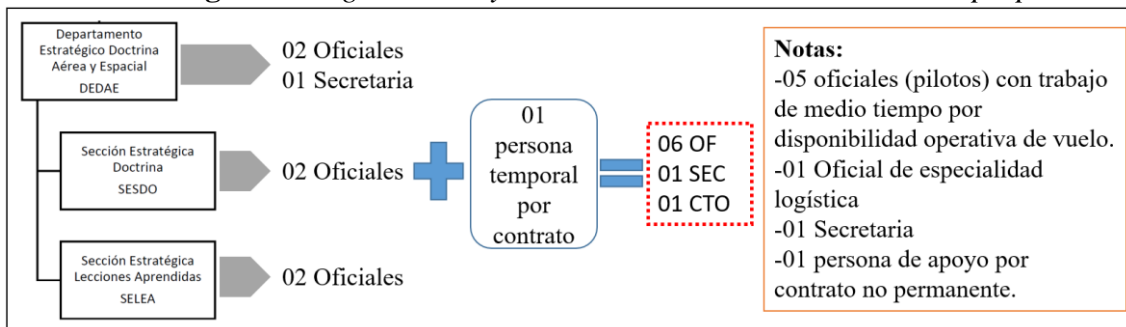 Departamento
Estratégico Doctrina
Aérea y Espacial
DEDAE
02 Oficiales
01 Secretaria
Sección Estratégica
Doctrina
SESDO
02 Oficiales
Sección Estratégica
Lecciones Aprendidas
SELEA
02 Oficiales
01
persona
temporal
por
contrato
06 OF
01 SEC
01 CTO
Notas:
-05 oficiales (pilotos) con trabajo
de medio tiempo por
disponibilidad operativa de vuelo.
-01 Oficial de especialidad
logística
-01 Secretaria
-01 persona de apoyo por
contrato no permanente.